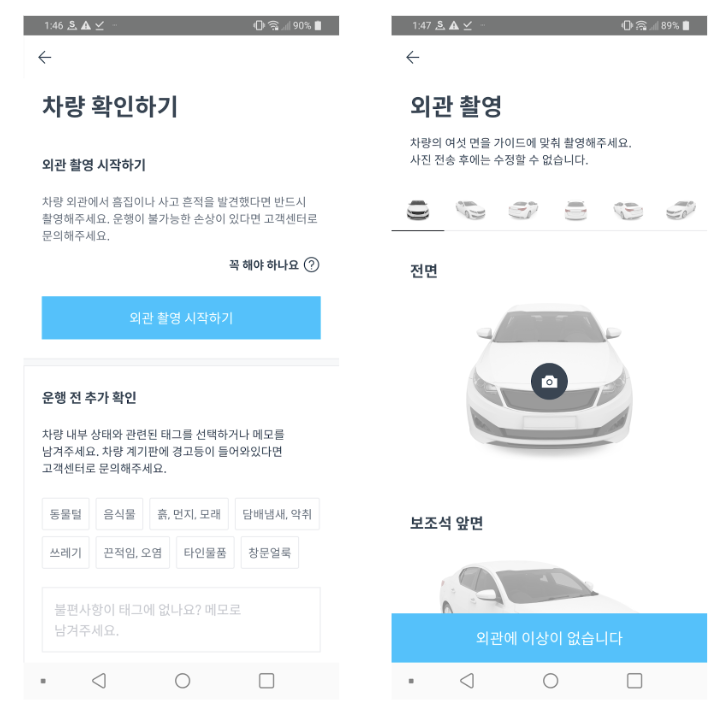 1:46
90%
차량 확인하기
외관 촬영 시작하기
차량 외관에서 흠집이나 사고 흔적을 발견했다면 반드시
촬영해주세요. 운행이 불가능한 손상이 있다면 고객센터로
문의해주세요.
꼭 해야 하나요 ?
외관 촬영 시작하기
운행 전 추가 확인
차량 내부 상태와 관련된 태그를 선택하거나 메모를
남겨주세요. 차량 계기판에 경고등이 들어와있다면
고객센터로 문의해주세요.
동물털 음식물 흙, 먼지, 모래 담배냄새, 악취
쓰레기 끈적임, 오염 타인물품 창문얼룩
불편사항이 태그에 없나요? 메모로
남겨주세요.
1:47
89%
외관 촬영
차량의 여섯 면을 가이드에 맞춰 촬영해주세요.
사진 전송 후에는 수정할 수 없습니다.
전면
보조석 앞면
외관에 이상이 없습니다